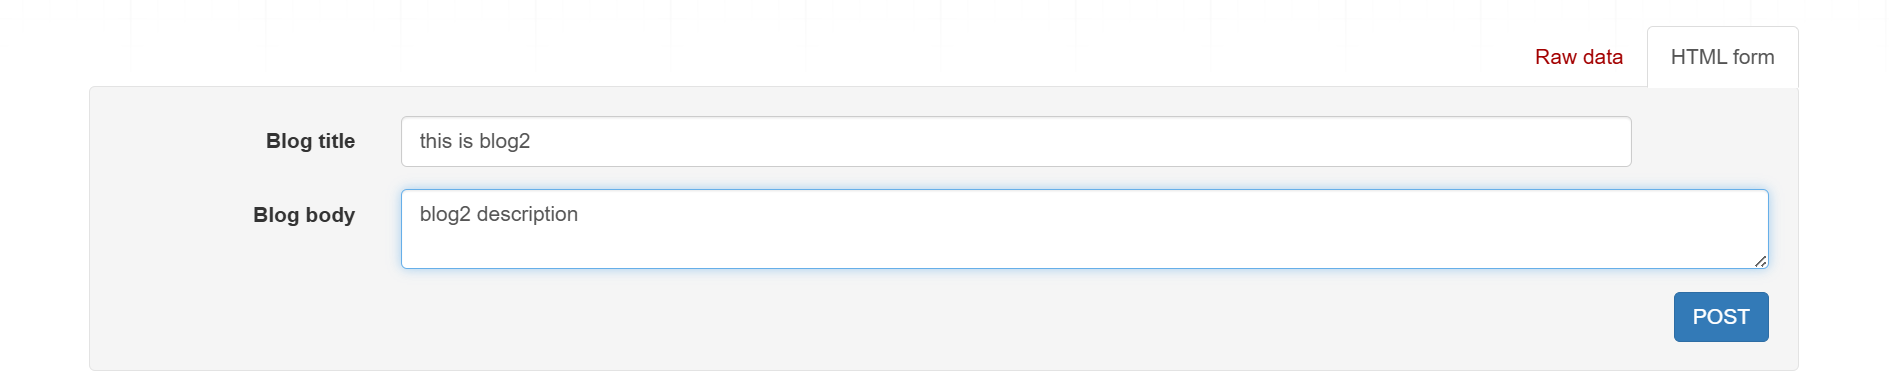 Raw data
HTML form
Blog title
this is blog2
Blog body
blog2 description
POST